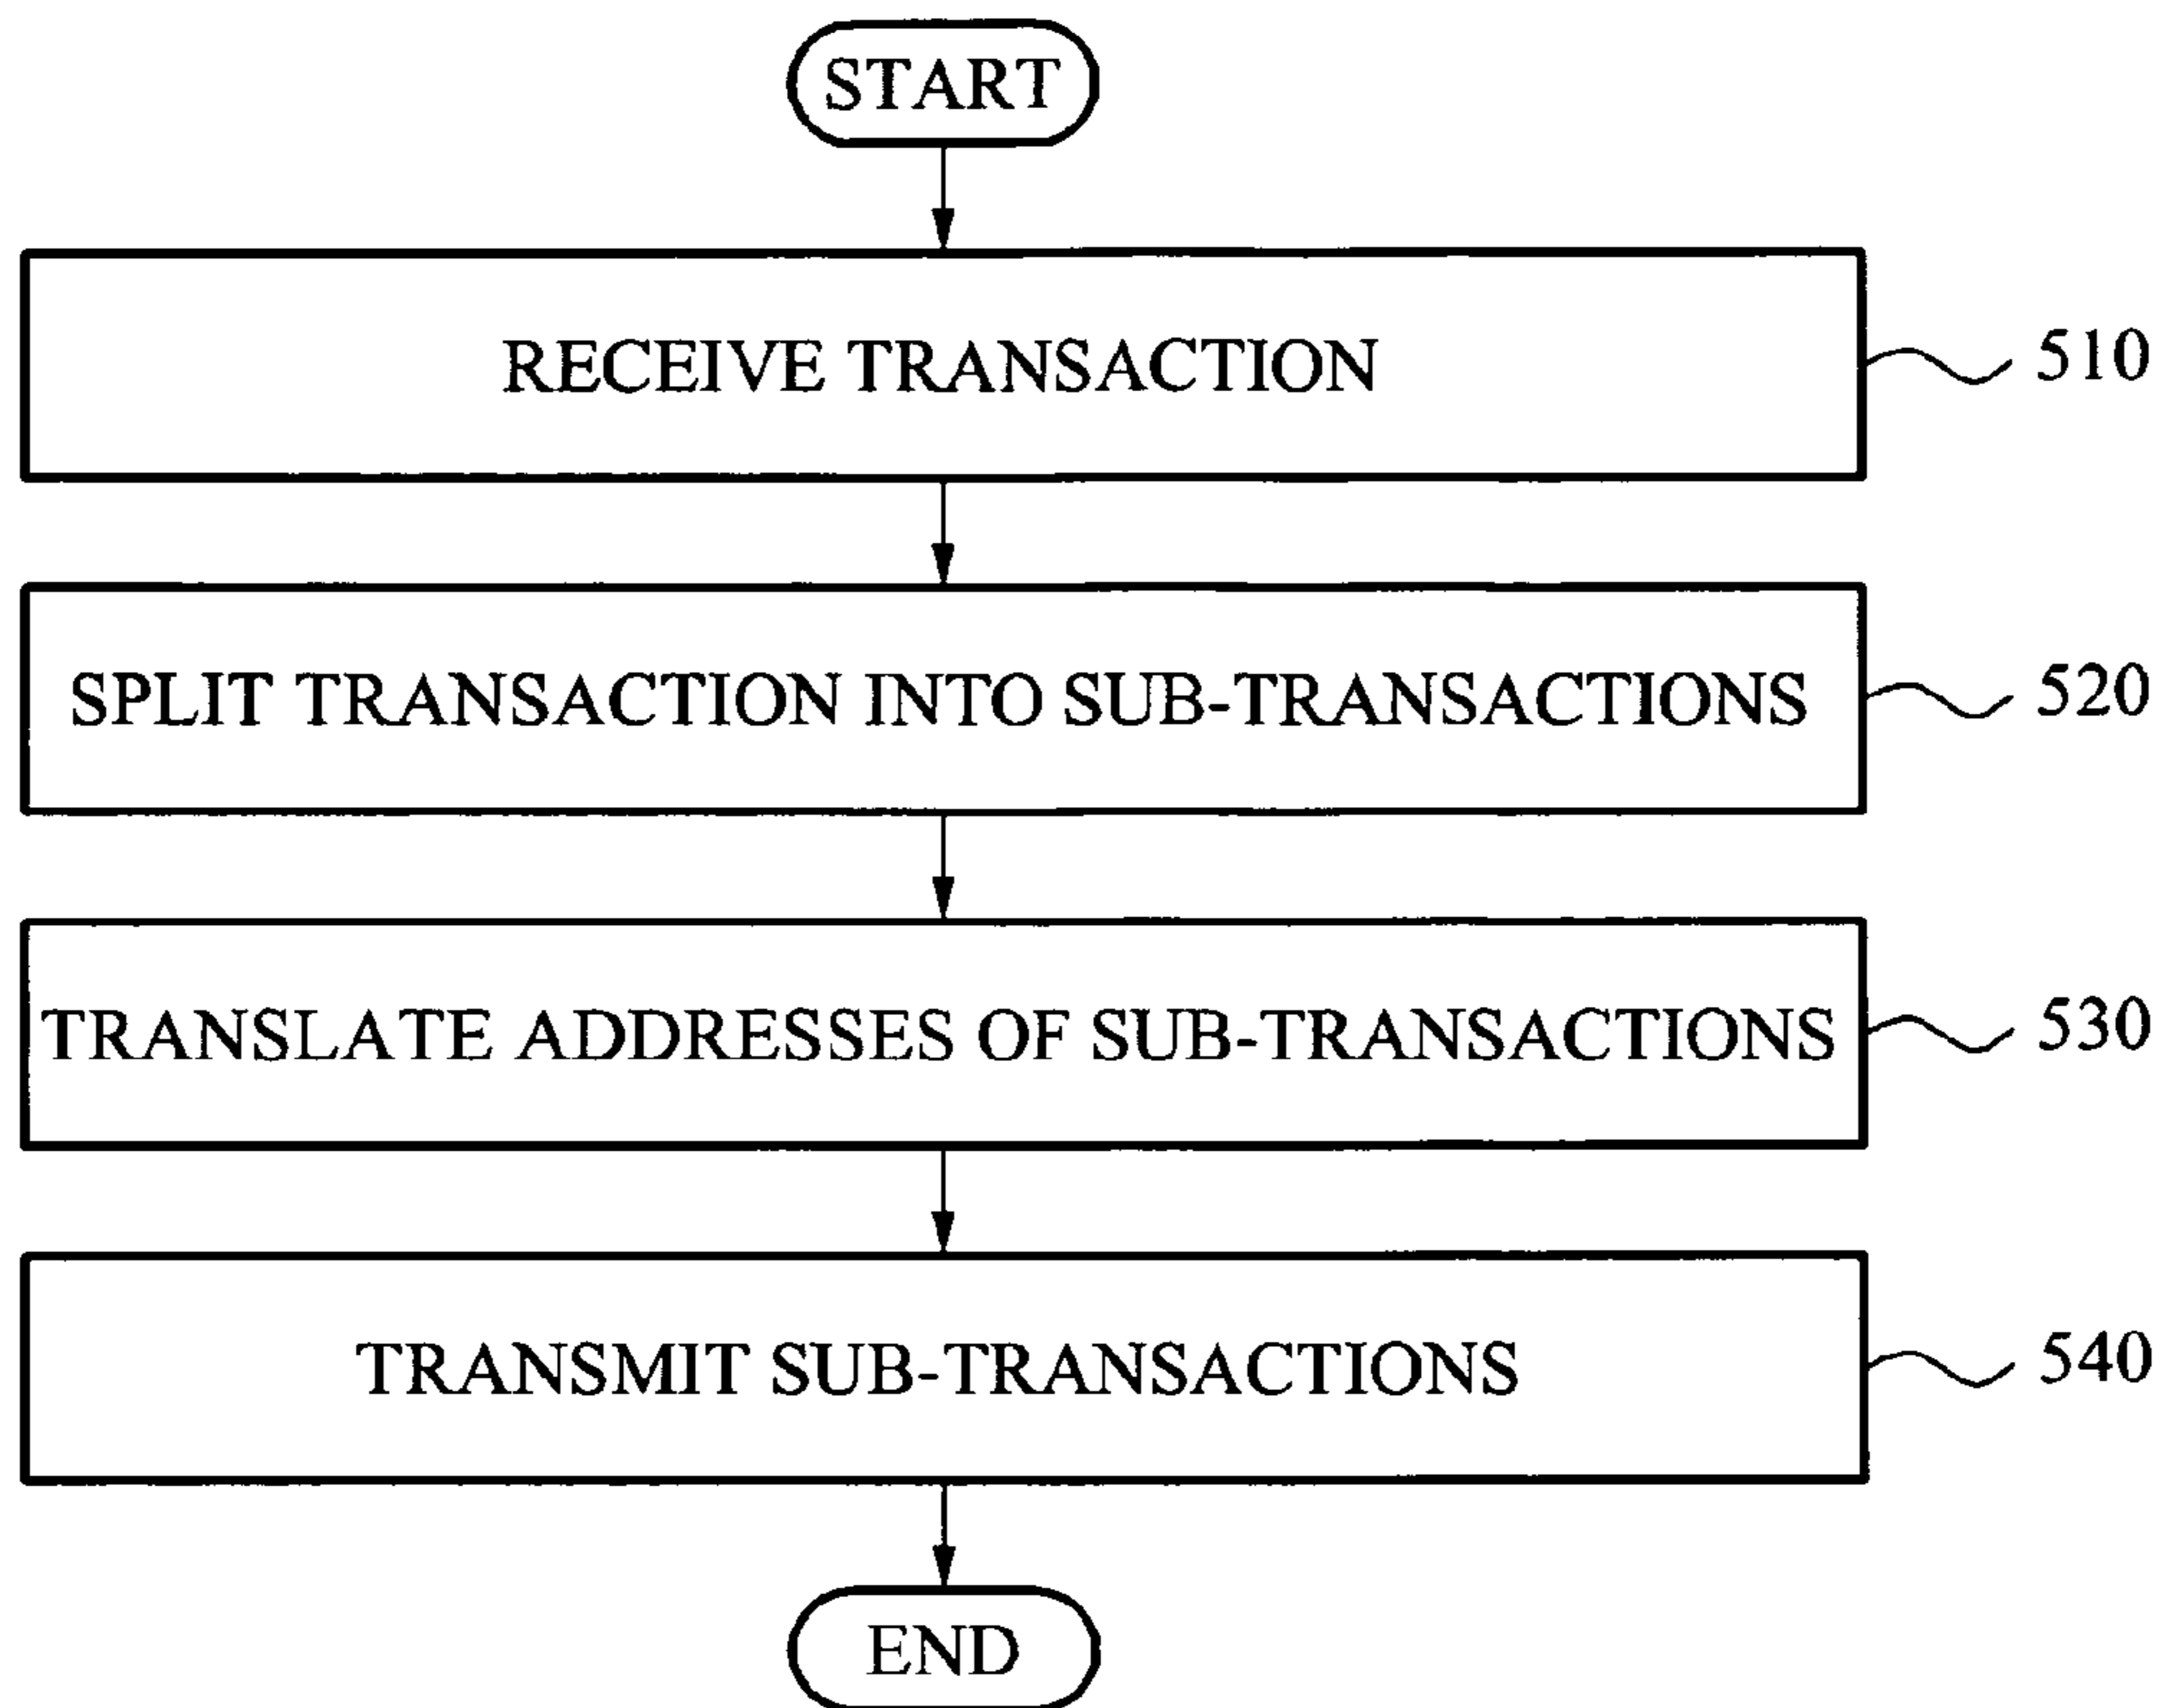 START
RECEIVE TRANSACTION
510
SPLIT TRANSACTION INTO SUB-TRANSACTIONS
520
TRANSLATE ADDRESSES OF SUB-TRANSACTIONS
530
TRANSMIT SUB-TRANSACTIONS
540
END